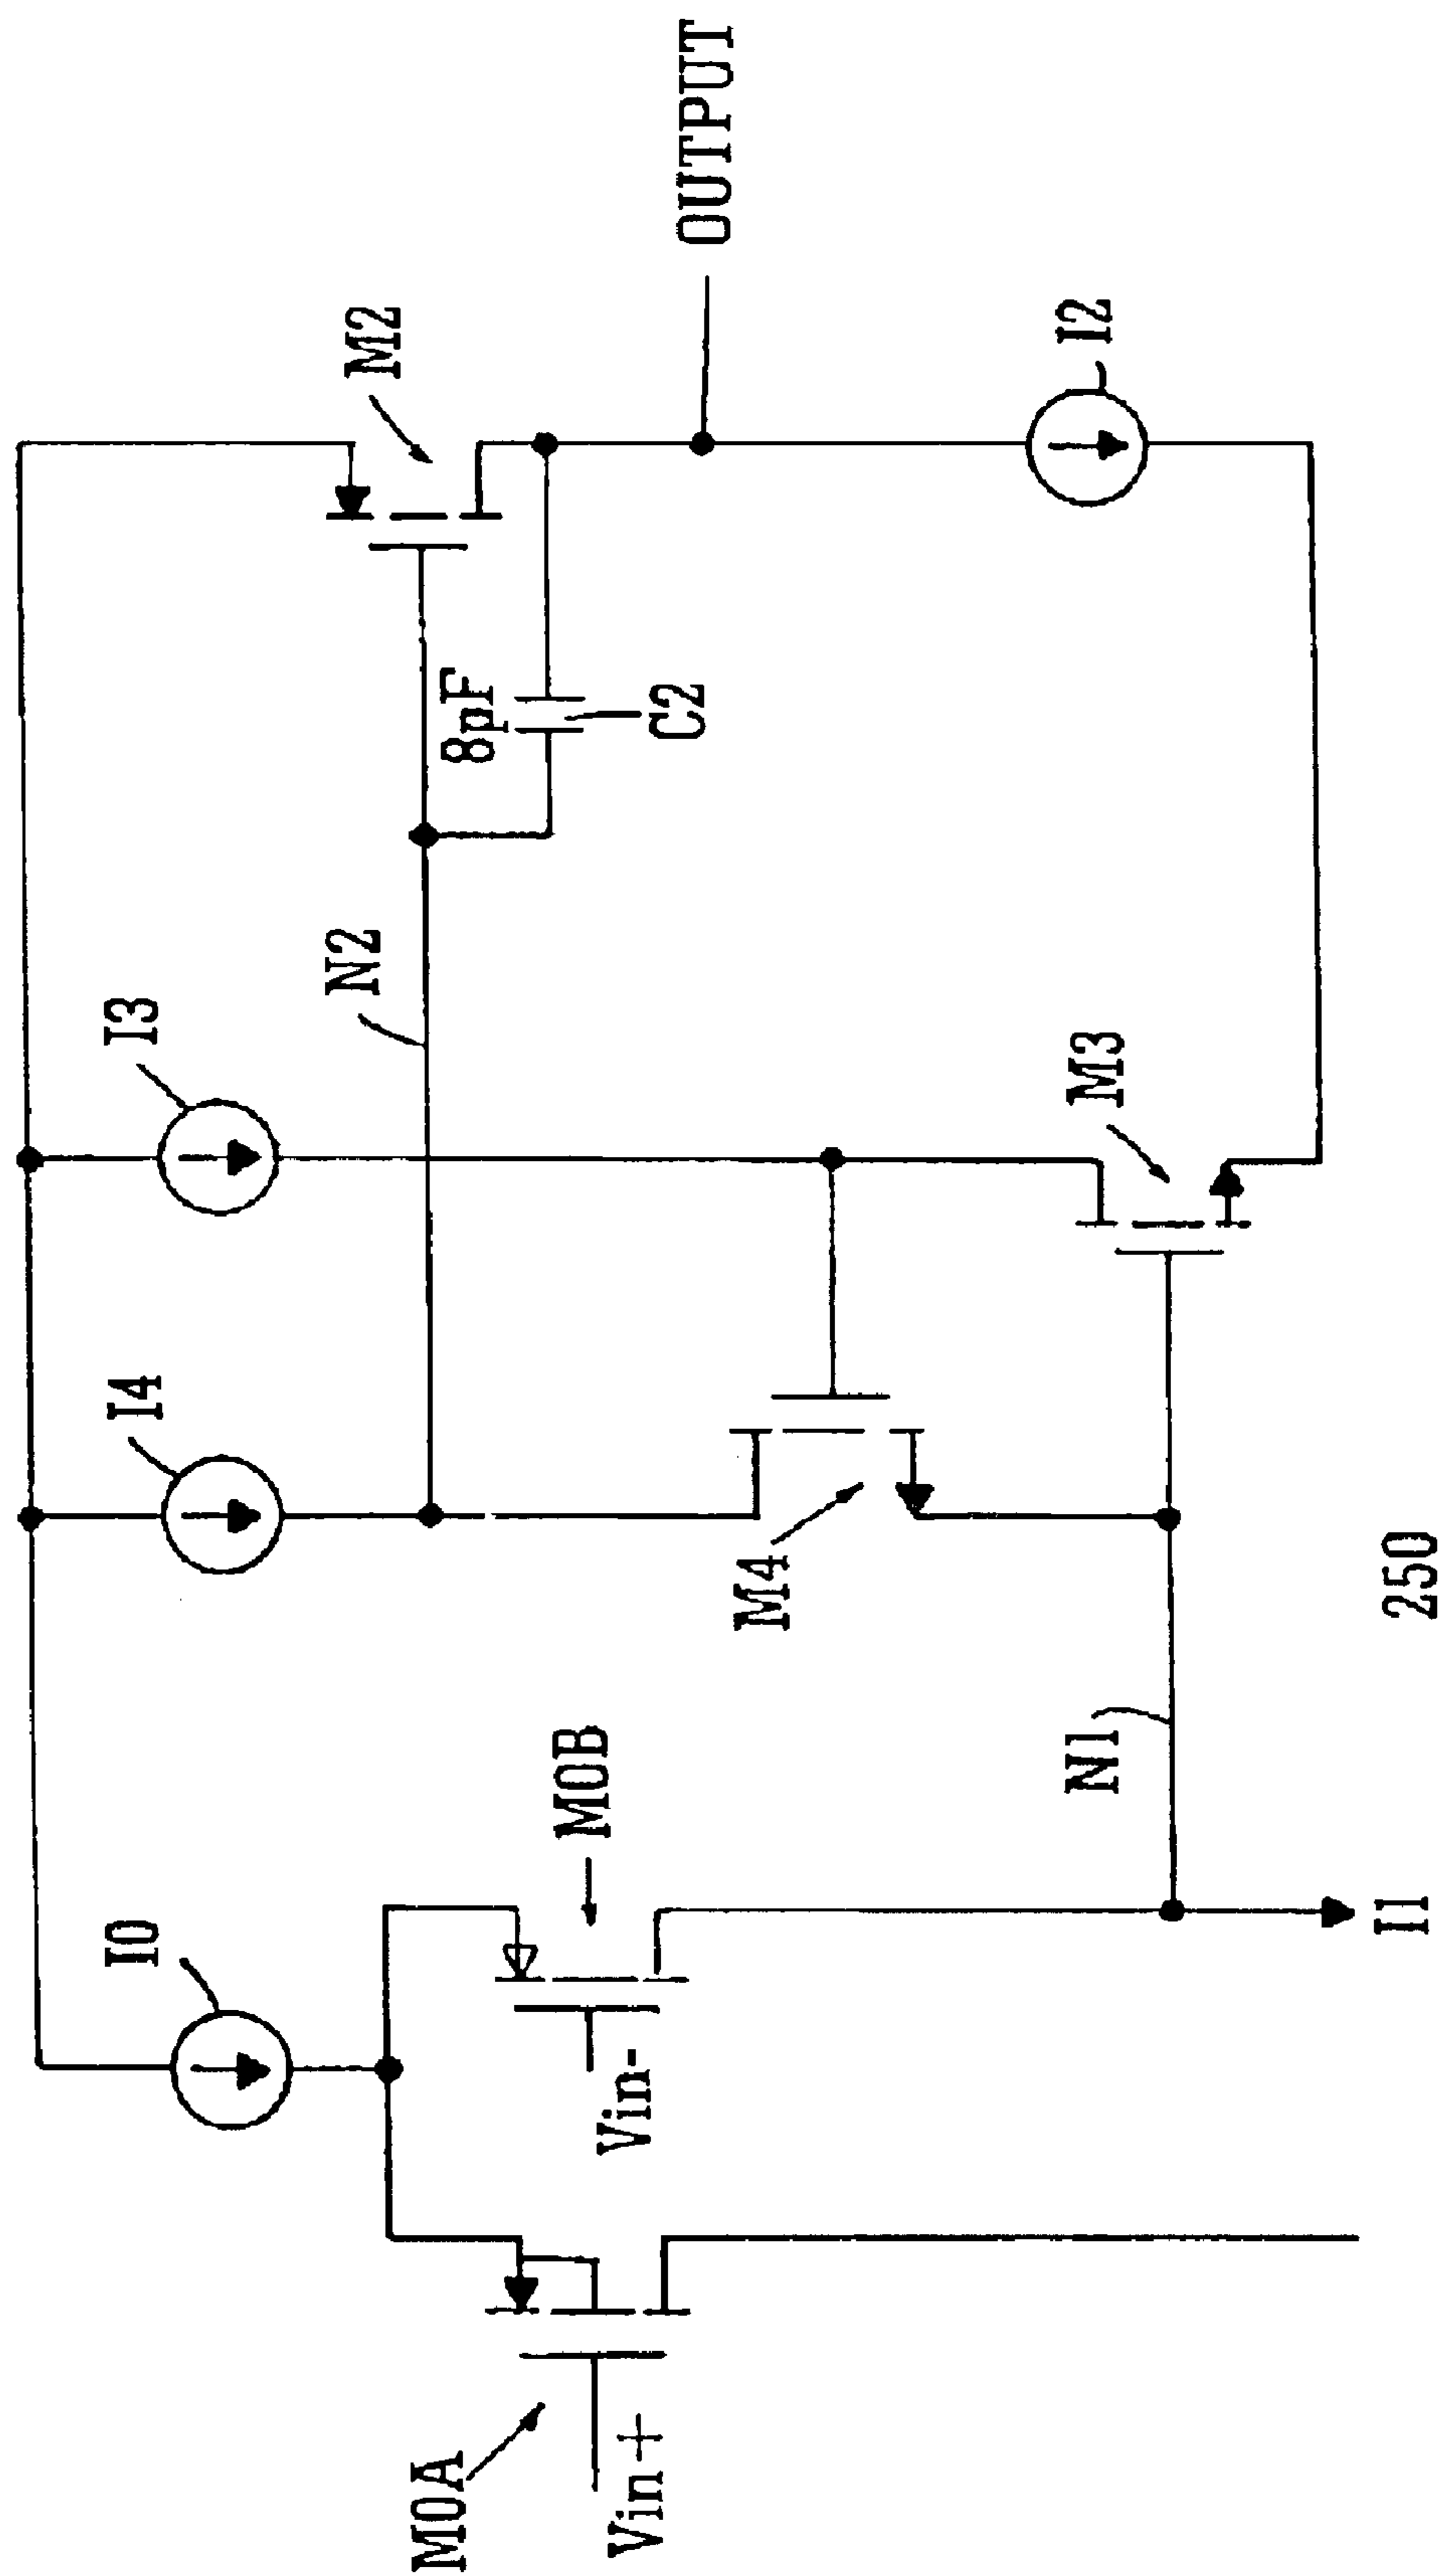 I3
I4
I0
N2
M2
8pF
C2
OUTPUT
M0B
Vin-
M0A
Vin+
M4
M3
I2
N1
I1
250